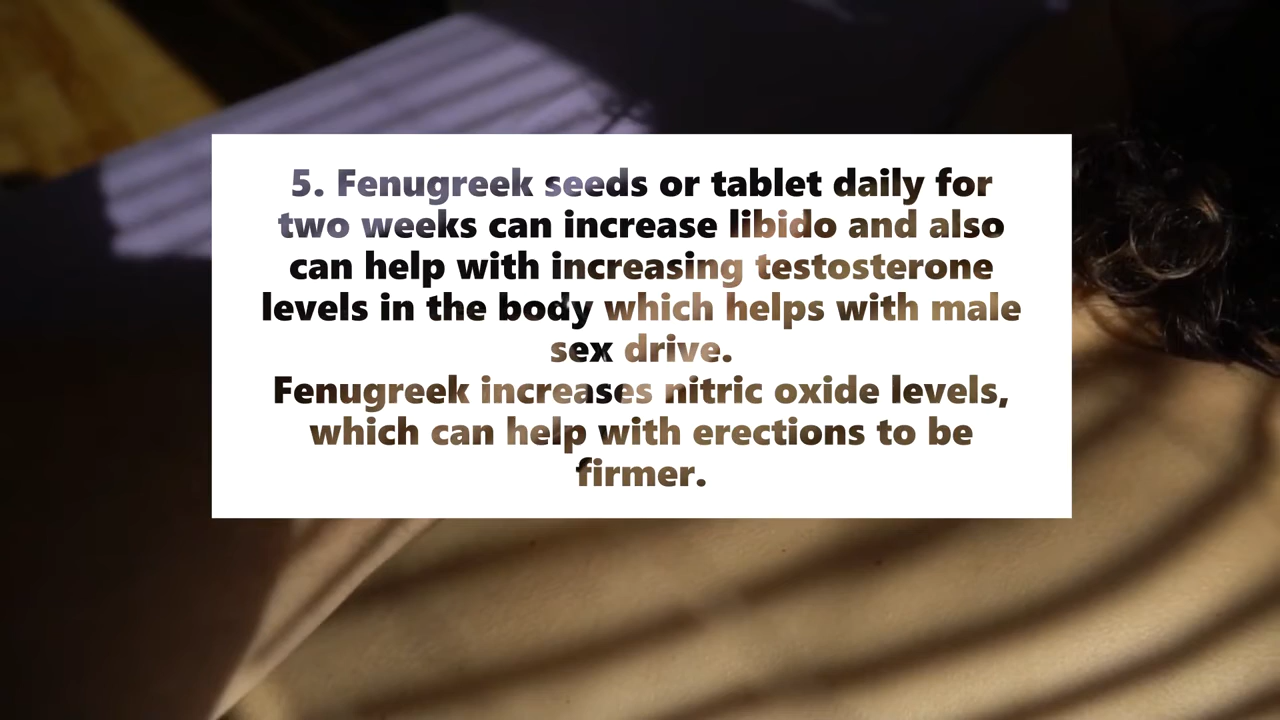 5. Fenugreek seeds or tablet daily for
two weeks can increase libido and also
can help with increasing testosterone
levels in the body which helps with male
sex drive.
Fenugreek increases nitric oxide levels,
which can help with erections to be
firmer.